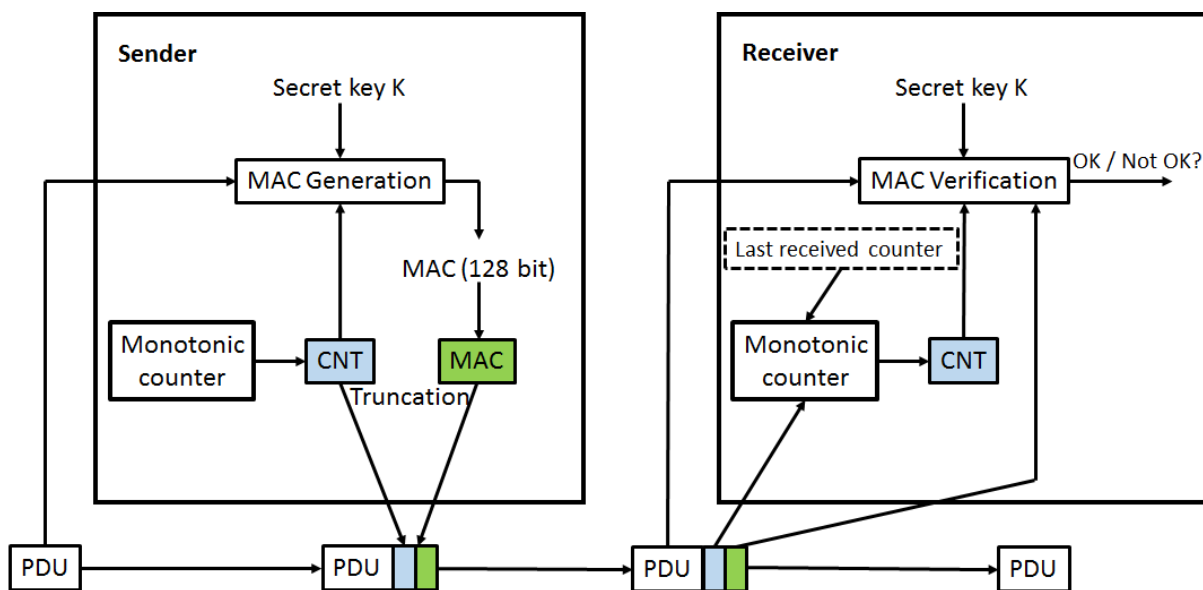 Sender
Secret key K
MAC Generation
MAC (128 bit)
Monotonic
counter
CNT
MAC
Truncation
PDU
PDU
Receiver
Secret key K
MAC Verification
OK / Not OK?
Last received counter
Monotonic
counter
CNT
PDU
PDU